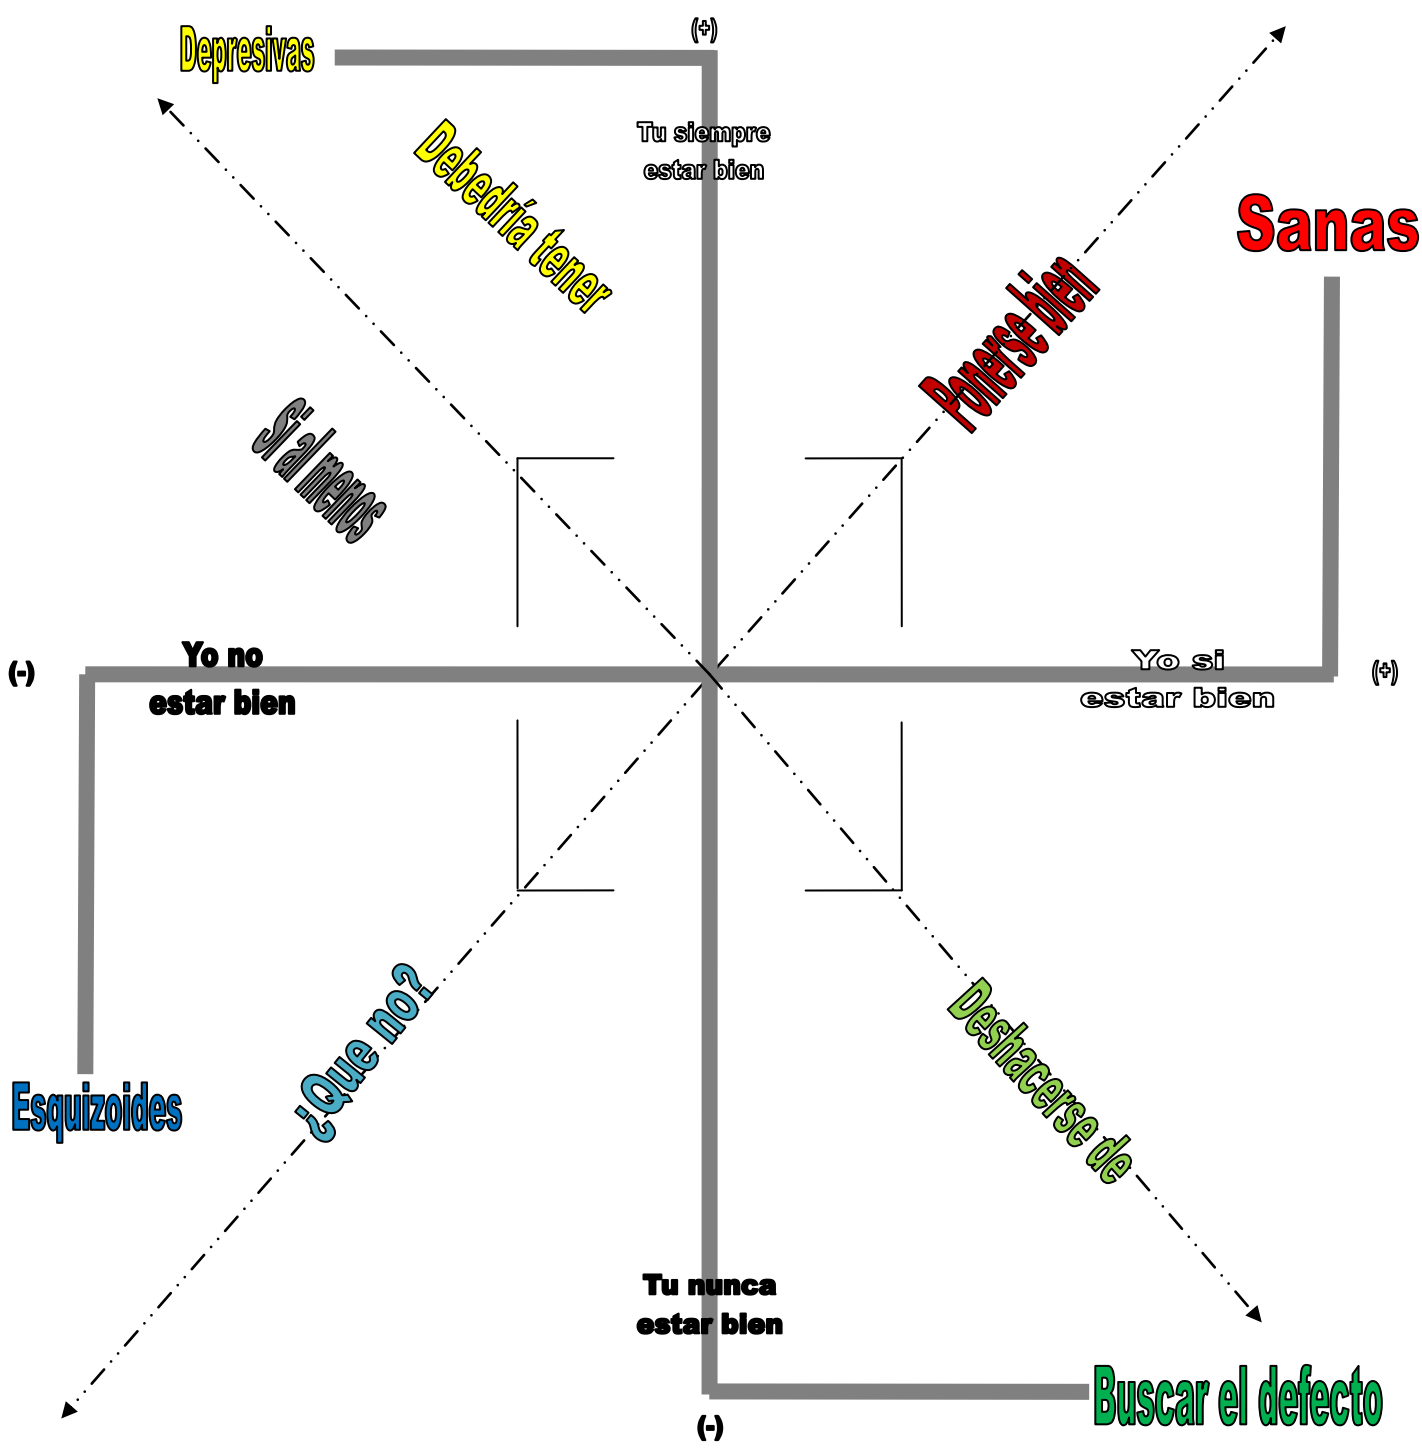 (+)
Depresivas
Tu siempre
estar bien
Debedría tener
Sanas
Ponerse bien
Si al menos
(-)
Yo no
estar bien
Yo si
estar bien
(+)
¿Que no?
Deshacerse de
Esquizoides
Tu nunca
estar bien
Buscar el defecto
(-)